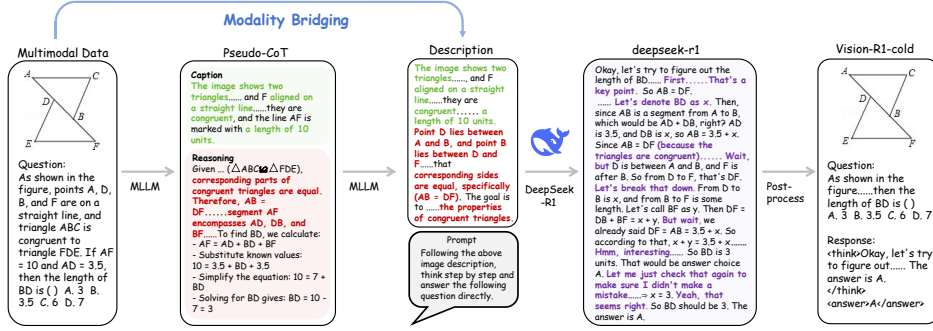 Modality Bridging
Multimodal Data
A
C
D
B
E
F
Question:
As shown in the
figure, points A, D,
B, and F are on a
straight line, and
triangle ABC is
congruent to
triangle FDE. If AF
= 10 and AD = 3.5,
then the length of
BD is ( ) A. 3 B.
3.5 C. 6 D. 7
MLLM
Pseudo-CoT
Caption
The image shows two
triangles...... and F aligned on
a straight line......they are
congruent, and the line AF is
marked with a length of 10
units.
Reasoning
Given ... (△ABC≌△FDE),
corresponding parts of
congruent triangles are equal.
Therefore, AB =
DF......segment AF
encompasses AD, DB, and
BF......To find BD, we calculate:
- AF = AD + BD + BF
- Substitute known values:
10 = 3.5 + BD + 3.5
- Simplify the equation: 10 = 7 +
BD
- Solving for BD gives: BD = 10 -
7 = 3
MLLM
Description
The image shows two
triangles......, and F
aligned on a straight
line......they are
congruent, ...... a
length of 10 units.
Point D lies between
A and B, and point B
lies between D and
F......that
corresponding sides
are equal, specifically
(AB = DF). The goal is
to ......the properties
of congruent triangles.
Prompt
Following the above
image description,
think step by step and
answer the following
question directly.
DeepSeek
-R1
deepseek-r1
Okay, let's try to figure out the
length of BD...... First......That's a
key point. So AB = DF.
...... Let's denote BD as x. Then,
since AB is a segment from A to B,
which would be AD + DB, right? AD
is 3.5, and DB is x, so AB = 3.5 + x.
Since AB = DF (because the
triangles are congruent)...... Wait,
but D is between A and B, and F is
after B. So from D to F, that's DF.
Let's break that down. From D to
B is x, and from B to F is some
length. Let's call BF as y. Then DF =
DB + BF = x + y. But wait, we
already said DF = AB = 3.5 + x. So
according to that, x + y = 3.5 + x.......
Hmm, interesting...... So BD is 3
units. That would be answer choice
A. Let me just check that again to
make sure I didn't make a
mistake......⇒ x = 3. Yeah, that
seems right. So BD should be 3. The
answer is A.
Post-
process
Vision-R1-cold
A
C
D
B
E
F
Question:
As shown in the
figure......then the
length of BD is ( )
A. 3 B. 3.5 C. 6 D. 7
Response:
<think>Okay, let's try
to figure out...... The
answer is A.
</think>
<answer>A</answer>